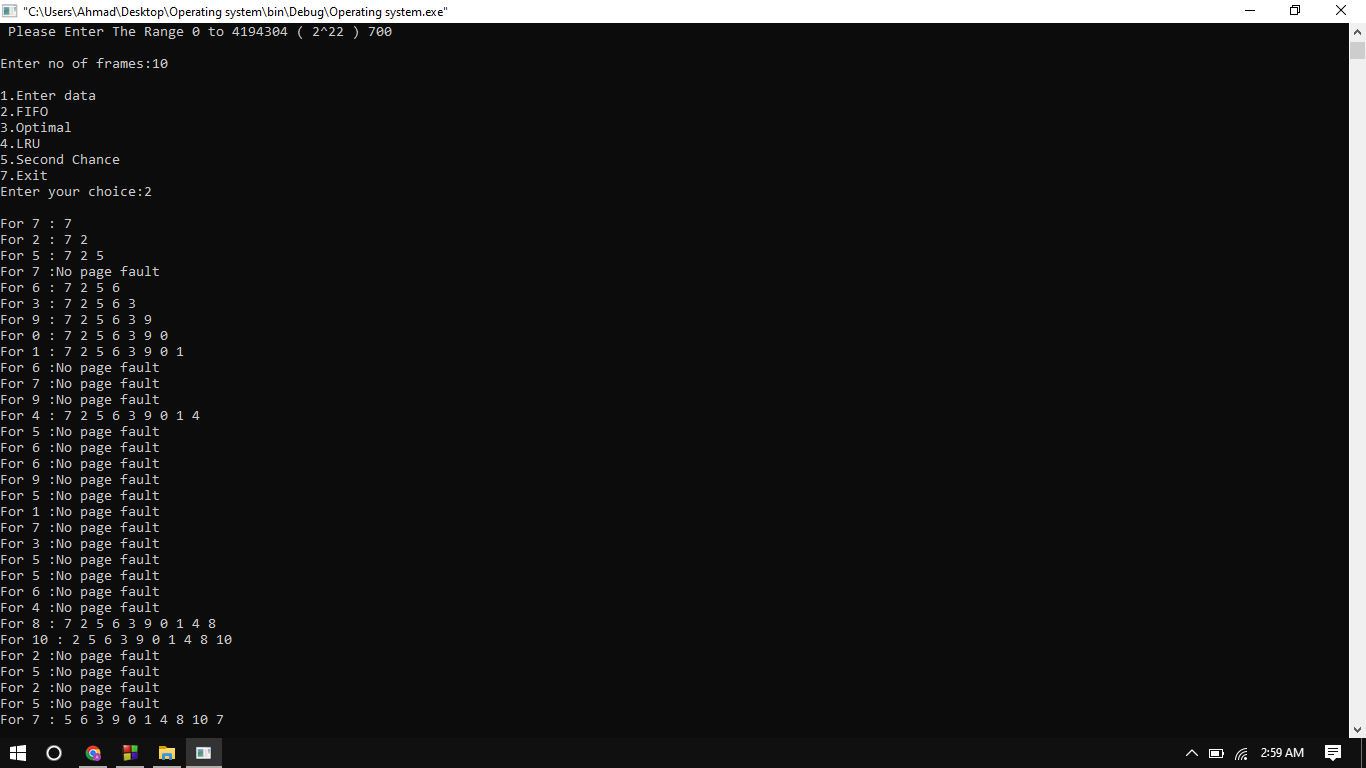 "C:\Users\Ahmad\Desktop\Operating system\bin\Debug\Operating system.exe"
Please Enter The Range 0 to 4194304 ( 2^22 ) 700
Enter no of frames:10
1.Enter data
2.FIFO
3.Optimal
4.LRU
5.Second Chance
7.Exit
Enter your choice:2
For 7 : 7
For 2 : 7 2
For 5 : 7 2 5
For 7 :No page fault
For 6 : 7 2 5 6
For 3 : 7 2 5 6 3
For 9 : 7 2 5 6 3 9
For 0 : 7 2 5 6 3 9 0
For 1 : 7 2 5 6 3 9 0 1
For 6 :No page fault
For 7 :No page fault
For 9 :No page fault
For 4 : 7 2 5 6 3 9 0 1 4
For 5 :No page fault
For 6 :No page fault
For 6 :No page fault
For 9 :No page fault
For 5 :No page fault
For 1 :No page fault
For 7 :No page fault
For 3 :No page fault
For 5 :No page fault
For 5 :No page fault
For 6 :No page fault
For 4 :No page fault
For 8 : 7 2 5 6 3 9 0 1 4 8
For 10 : 2 5 6 3 9 0 1 4 8 10
For 2 :No page fault
For 5 :No page fault
For 2 :No page fault
For 5 :No page fault
For 7 : 5 6 3 9 0 1 4 8 10 7
2:59 AM